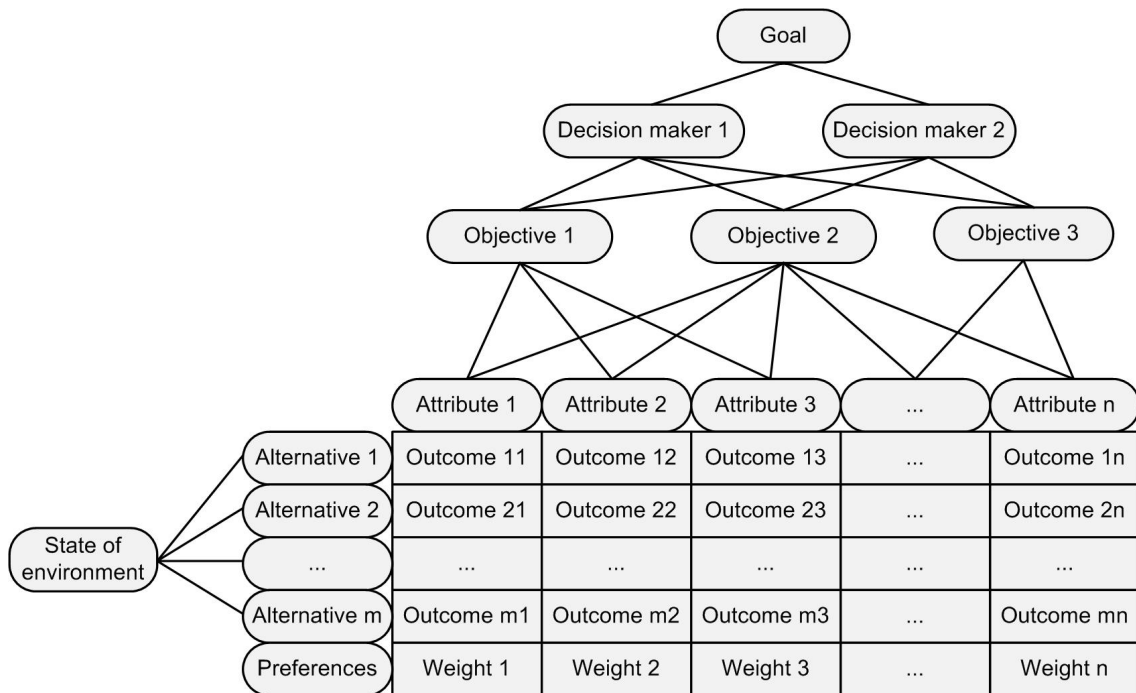 Goal
Decision maker 1
Decision maker 2
Objective 1
Objective 2
Objective 3
Attribute 1
Attribute 2
Attribute 3
...
Attribute n
Alternative 1
Outcome 11
Outcome 12
Outcome 13
...
Outcome 1n
Alternative 2
Outcome 21
Outcome 22
Outcome 23
...
Outcome 2n
State of
environment
...
...
...
...
...
...
Alternative m
Outcome m1
Outcome m2
Outcome m3
...
Outcome mn
Preferences
Weight 1
Weight 2
Weight 3
...
Weight n